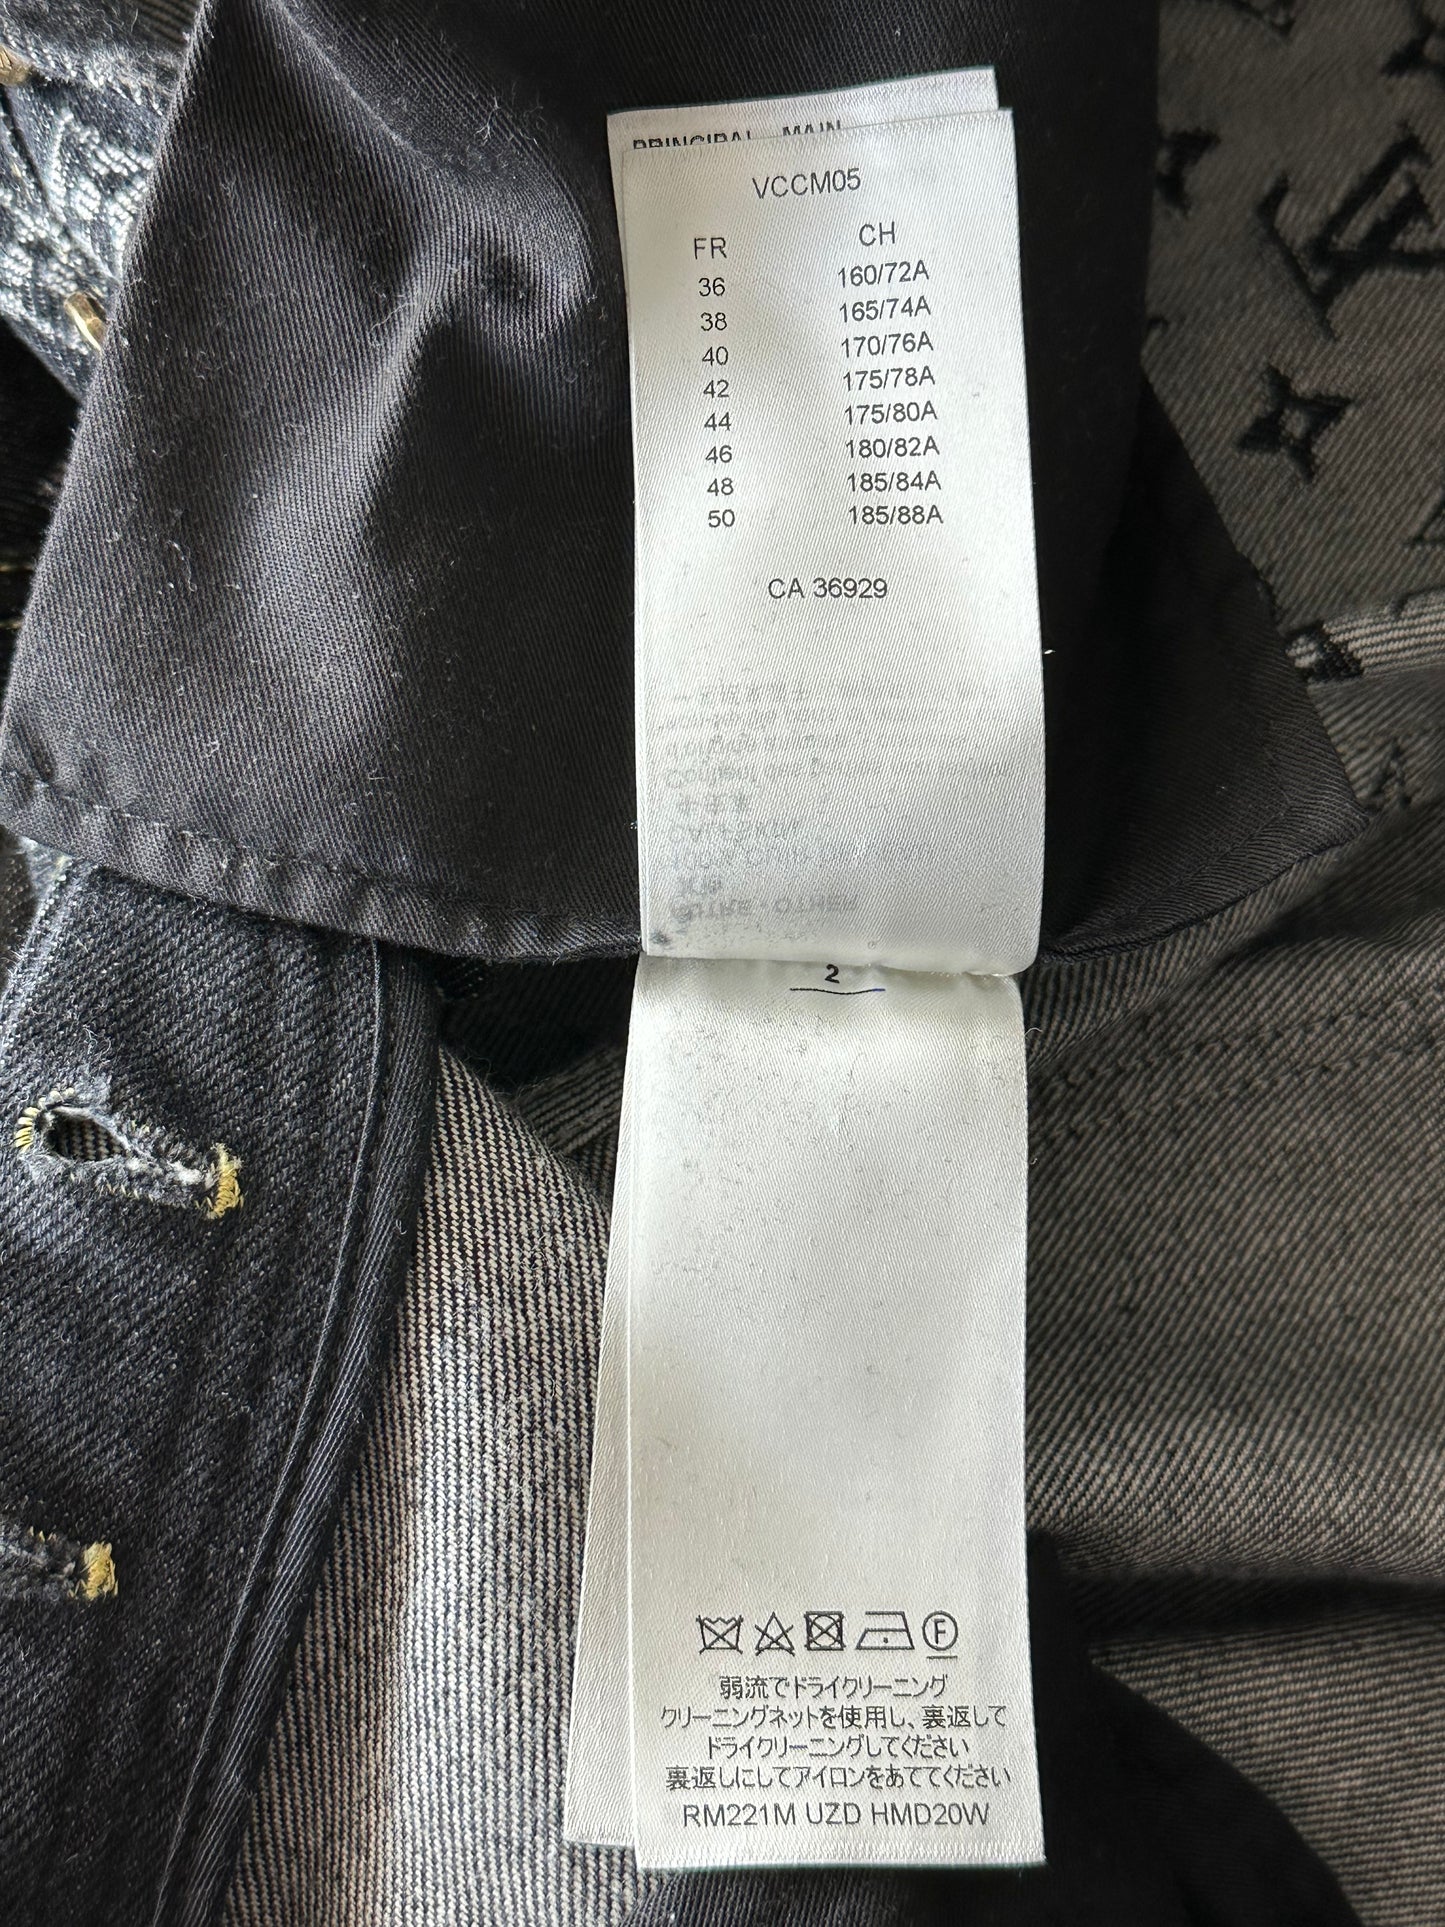 PRINCIPAL - MAIN
VCCM05
FR CH
36 160/72A
38 165/74A
40 170/76A
42 175/78A
44 175/80A
46 180/82A
48 185/84A
50 185/88A
CA 36929
2
F
弱流でドライクリーニング
クリーニングネットを使用し、裏返して
ドライクリーニングしてください
裏返しにしてアイロンをあててください
RM221M UZD HMD20W
LV